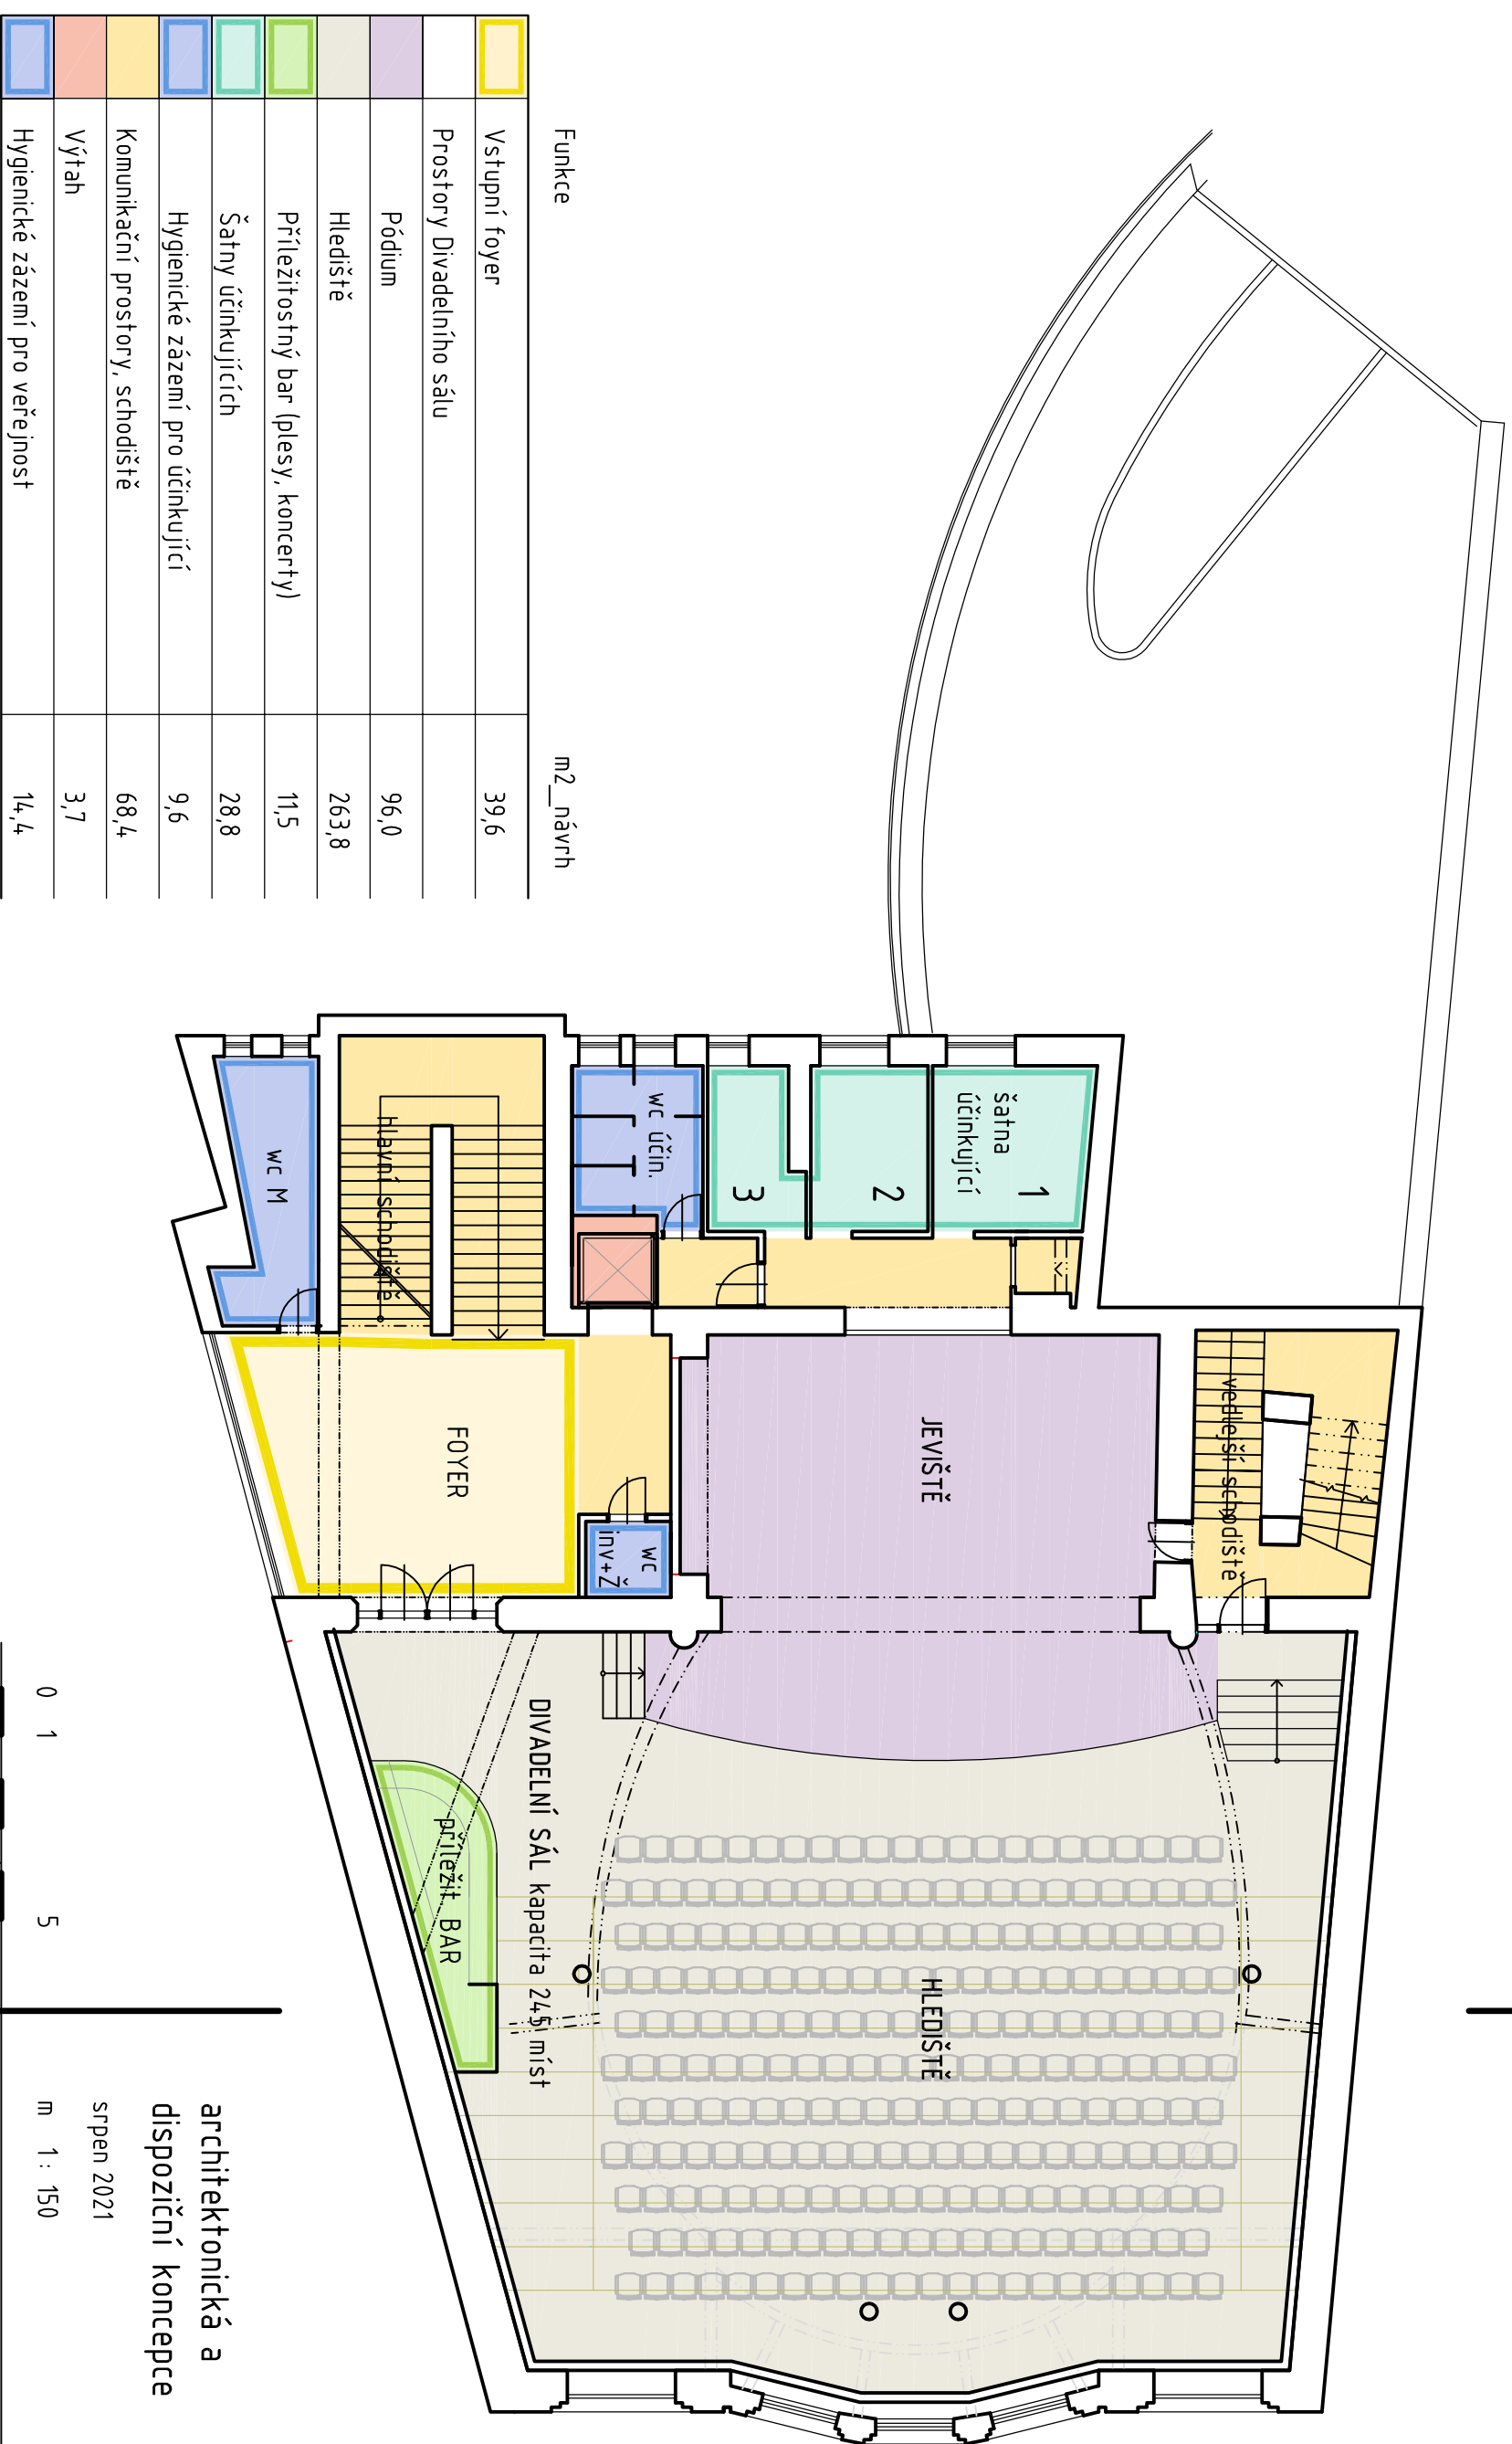 Funkce m2_návrh
Vstupní foyer 39,6
Prostory Divadelního sálu
Pódium 96,0
Hlediště 263,8
Příležitostný bar (plesy, koncerty) 11,5
Šatny účinkujících 28,8
Hygienické zázemí pro účinkující 9,6
Komunikační prostory, schodiště 68,4
Výtah 3,7
Hygienické zázemí pro veřejnost 14,4
šatna
účinkující
1
2
3
wc účin.
hlavní schodiště
wc M
vedlejší schodiště
JEVIŠTĚ
FOYER
wc
inv+Ž
HLEDIŠTĚ
DIVADELNÍ SÁL kapacita 245 míst
příležit. BAR
architektonická a
dispoziční koncepce
srpen 2021
0 1 5 m 1: 150